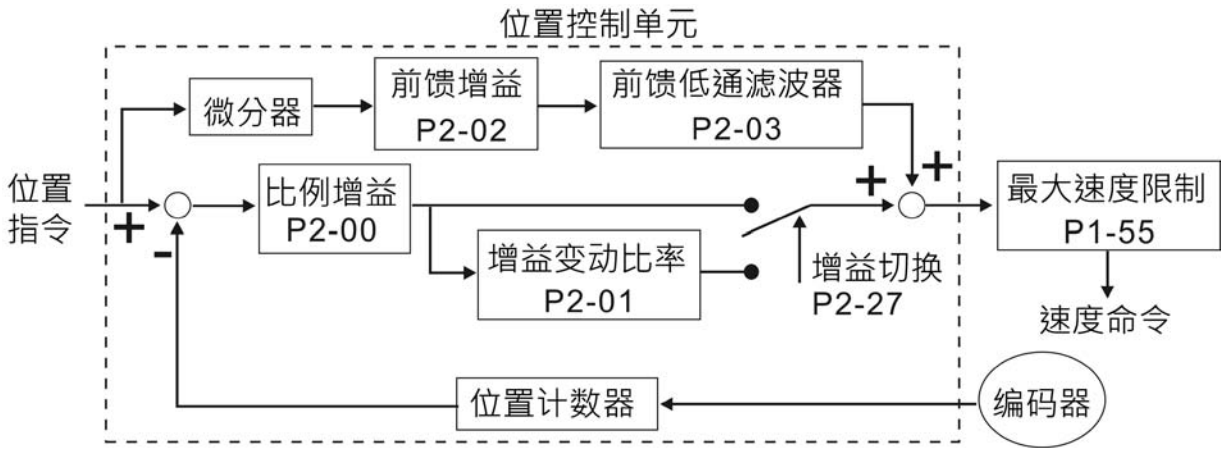 位置控制单元
微分器
前馈增益
P2-02
前馈低通滤波器
P2-03
+
位置
指令
+
-
比例增益
P2-00
增益变动比率
P2-01
增益切换
P2-27
+
最大速度限制
P1-55
速度命令
位置计数器
编码器